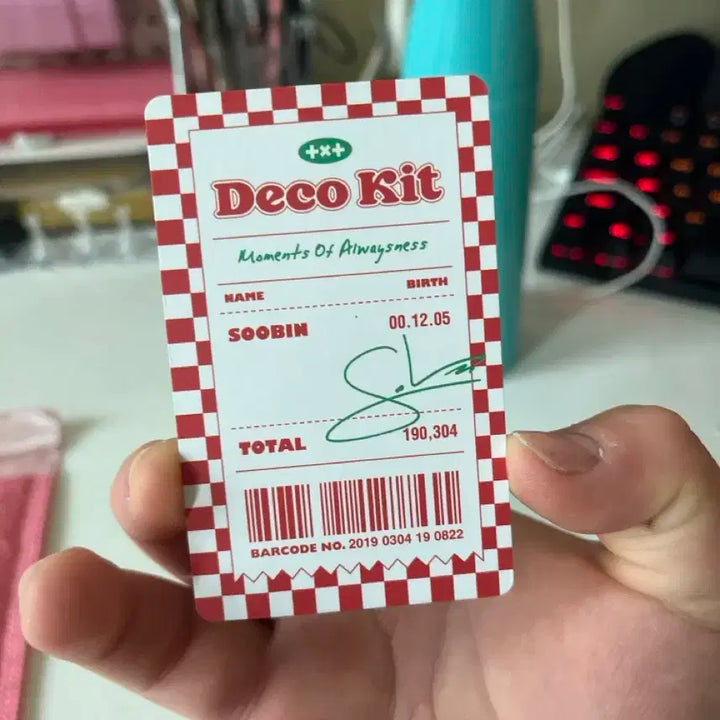 +×+
Deco Kit
Moments Of Alwaysness
NAME BIRTH
SOOBIN 00.12.05
TOTAL 190,304
BARCODE NO. 2019 0304 19 0822